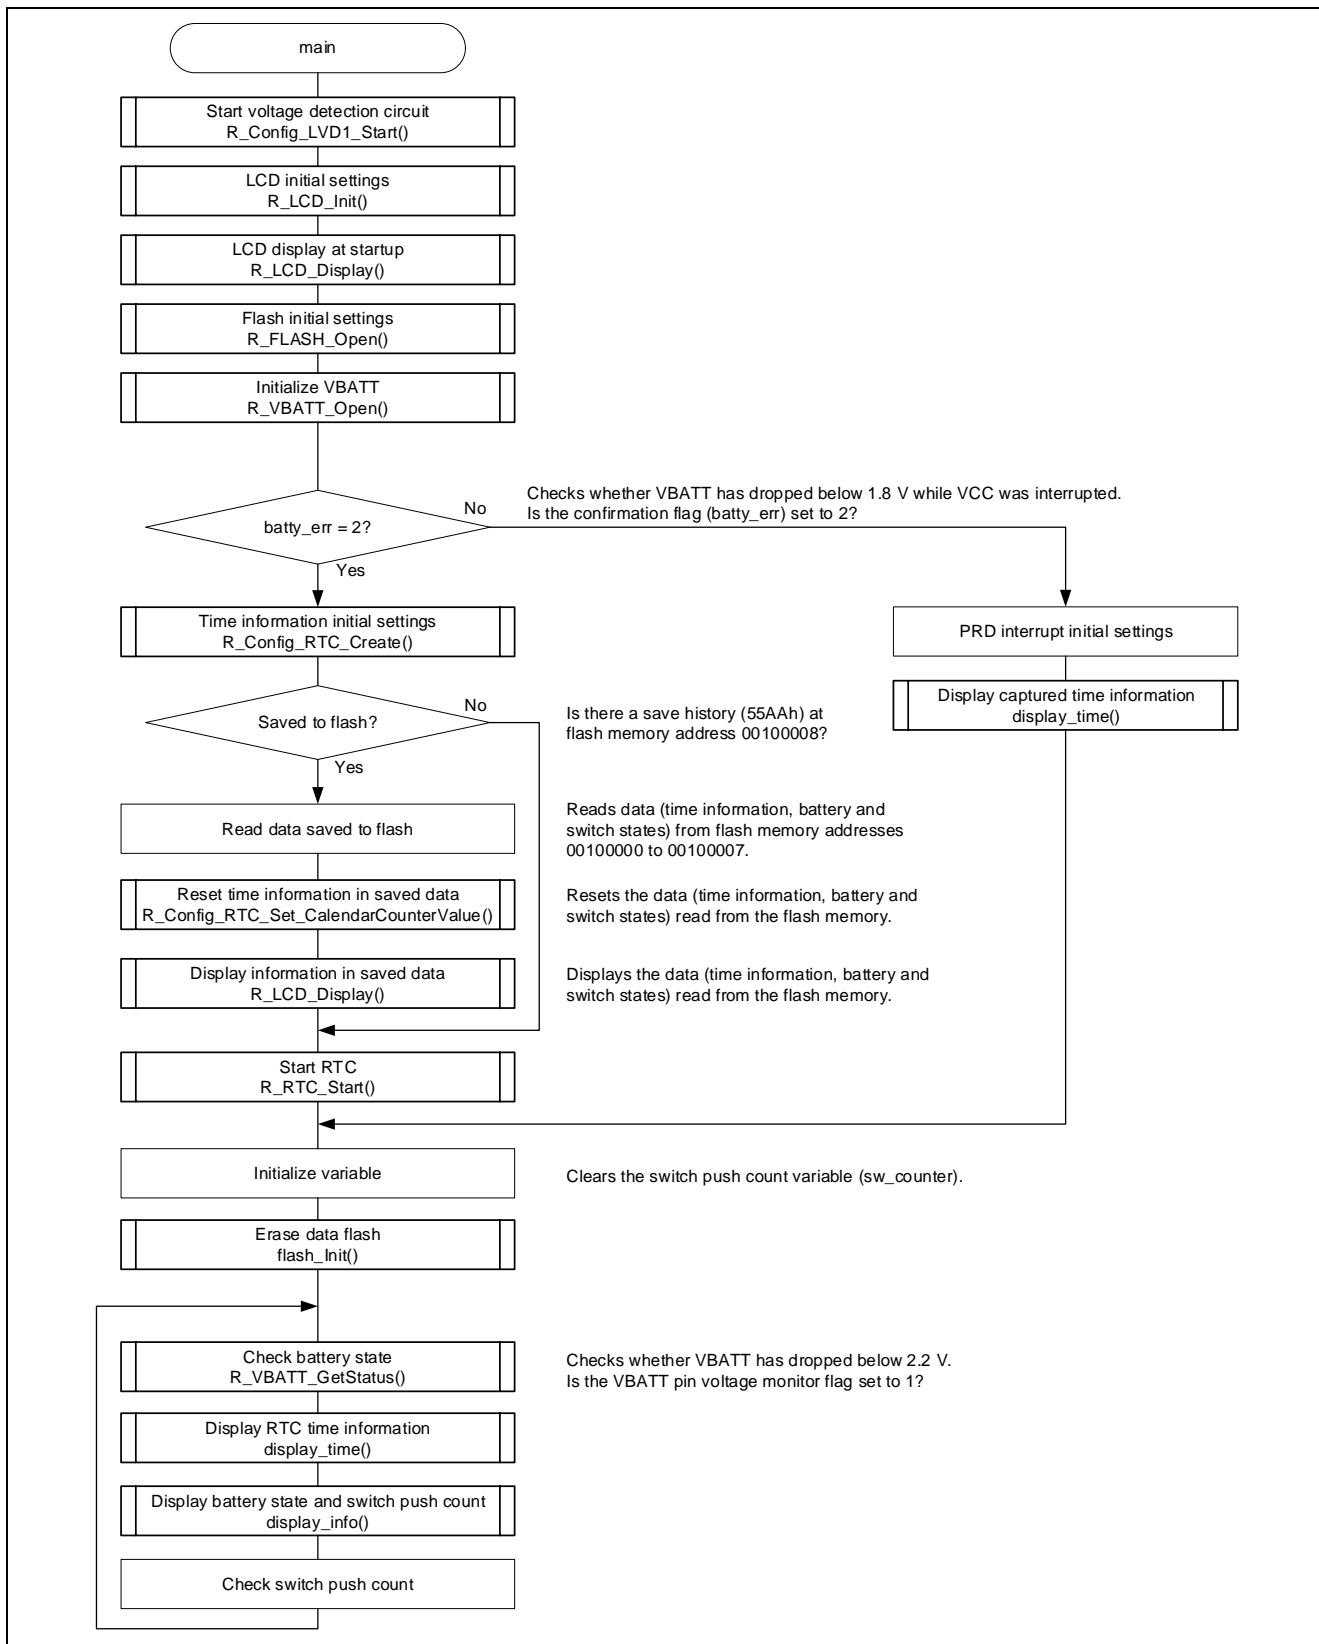 main
Start voltage detection circuit
R_Config_LVD1_Start()
LCD initial settings
R_LCD_Init()
LCD display at startup
R_LCD_Display()
Flash initial settings
R_FLASH_Open()
Initialize VBATT
R_VBATT_Open()
batty_err = 2?
No
Checks whether VBATT has dropped below 1.8 V while VCC was interrupted.
Is the confirmation flag (batty_err) set to 2?
Yes
Time information initial settings
R_Config_RTC_Create()
PRD interrupt initial settings
Display captured time information
display_time()
Saved to flash?
No
Is there a save history (55AAh) at
flash memory address 00100008?
Yes
Read data saved to flash
Reads data (time information, battery and
switch states) from flash memory addresses
00100000 to 00100007.
Reset time information in saved data
R_Config_RTC_Set_CalendarCounterValue()
Resets the data (time information, battery and
switch states) read from the flash memory.
Display information in saved data
R_LCD_Display()
Displays the data (time information, battery and
switch states) read from the flash memory.
Start RTC
R_RTC_Start()
Initialize variable
Clears the switch push count variable (sw_counter).
Erase data flash
flash_Init()
Check battery state
R_VBATT_GetStatus()
Checks whether VBATT has dropped below 2.2 V.
Is the VBATT pin voltage monitor flag set to 1?
Display RTC time information
display_time()
Display battery state and switch push count
display_info()
Check switch push count